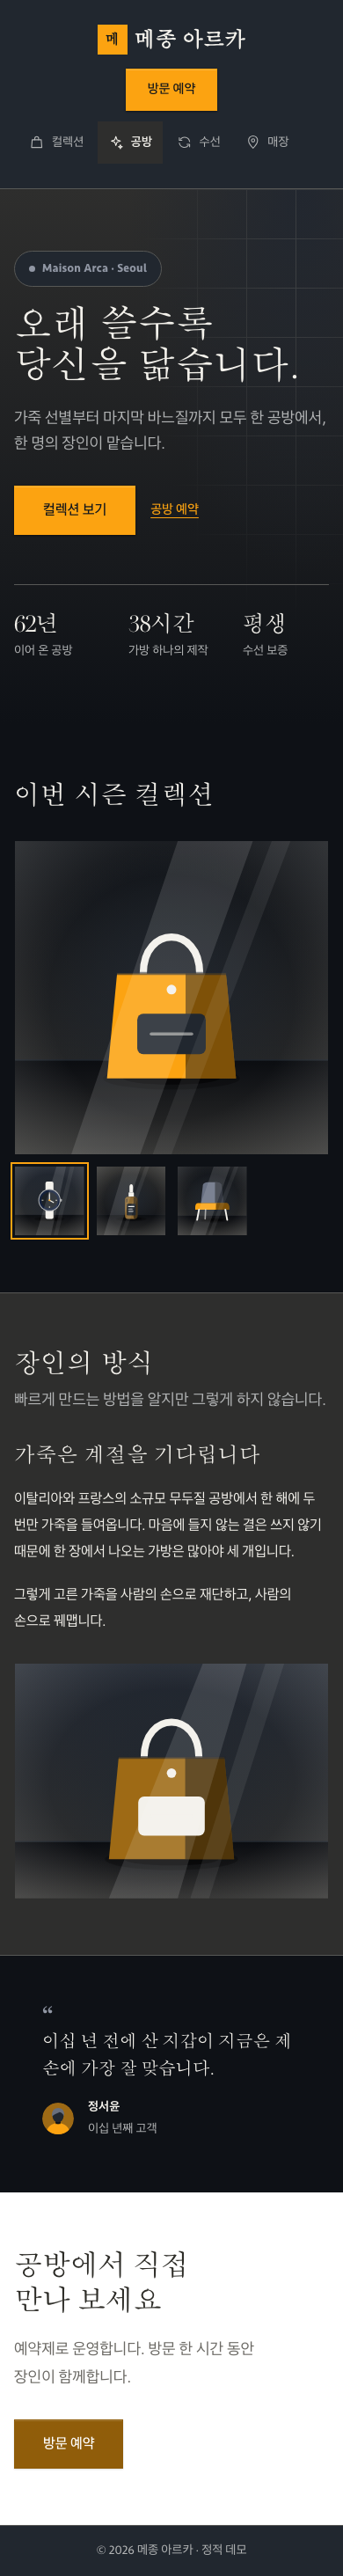 메 메종 아르카
방문 예약
컬렉션 공방 수선 매장
Maison Arca · Seoul
오래 쓸수록
당신을 닮습니다.
가죽 선별부터 마지막 바느질까지 모두 한 공방에서,
한 명의 장인이 맡습니다.
컬렉션 보기 공방 예약
62년 38시간 평생
이어 온 공방 가방 하나의 제작 수선 보증
이번 시즌 컬렉션
장인의 방식
빠르게 만드는 방법을 알지만 그렇게 하지 않습니다.
가죽은 계절을 기다립니다
이탈리아와 프랑스의 소규모 무두질 공방에서 한 해에 두
번만 가죽을 들여옵니다. 마음에 들지 않는 결은 쓰지 않기
때문에 한 장에서 나오는 가방은 많아야 세 개입니다.
그렇게 고른 가죽을 사람의 손으로 재단하고, 사람의
손으로 꿰맵니다.
“
이십 년 전에 산 지갑이 지금은 제
손에 가장 잘 맞습니다.
정서윤
이십 년째 고객
공방에서 직접
만나 보세요
예약제로 운영합니다. 방문 한 시간 동안
장인이 함께합니다.
방문 예약
© 2026 메종 아르카 · 정적 데모